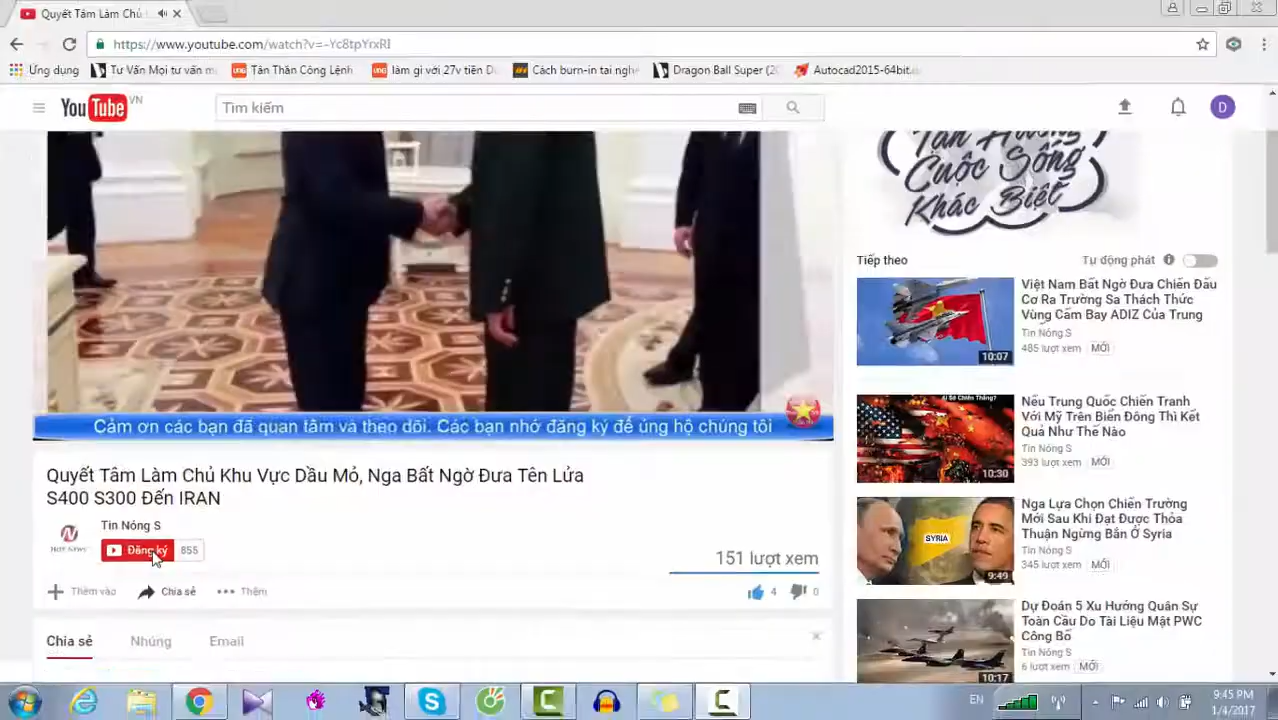 Quyết Tâm Làm Chủ
https://www.youtube.com/watch?v=-Yc8tpYrxRI
Ứng dụng
Tư Vấn Mọi tư vấn m
Tân Thần Công Lệnh
làm gì với 27v tiên D
Cách burn-in tai nghe
Dragon Ball Super (20
Autocad2015-64bit.
YouTube VN
Tìm kiếm
D
Tận Hưởng
Cuộc Sống
Khác Biệt
Cảm ơn các bạn đã quan tâm và theo dõi. Các bạn nhớ đăng ký để ủng hộ chúng tôi
Quyết Tâm Làm Chủ Khu Vực Dầu Mỏ, Nga Bất Ngờ Đưa Tên Lửa
S400 S300 Đến IRAN
Tin Nóng S
Đăng ký 855
151 lượt xem
Thêm vào
Chia sẻ
Thêm
4
0
Chia sẻ
Nhúng
Email
Tiếp theo
Tự động phát
10:07
Việt Nam Bất Ngờ Đưa Chiến Đấu
Cơ Ra Trường Sa Thách Thức
Vùng Cấm Bay ADIZ Của Trung
Tin Nóng S
485 lượt xem MỚI
10:30
Nếu Trung Quốc Chiến Tranh
Với Mỹ Trên Biển Đông Thì Kết
Quả Như Thế Nào
Tin Nóng S
393 lượt xem MỚI
SYRIA
9:49
Nga Lựa Chọn Chiến Trường
Mới Sau Khi Đạt Được Thỏa
Thuận Ngừng Bắn Ở Syria
Tin Nóng S
345 lượt xem MỚI
10:17
Dự Đoán 5 Xu Hướng Quân Sự
Toàn Cầu Do Tài Liệu Mật PWC
Công Bố
Tin Nóng S
6 lượt xem MỚI
EN
9:45 PM
1/4/2017